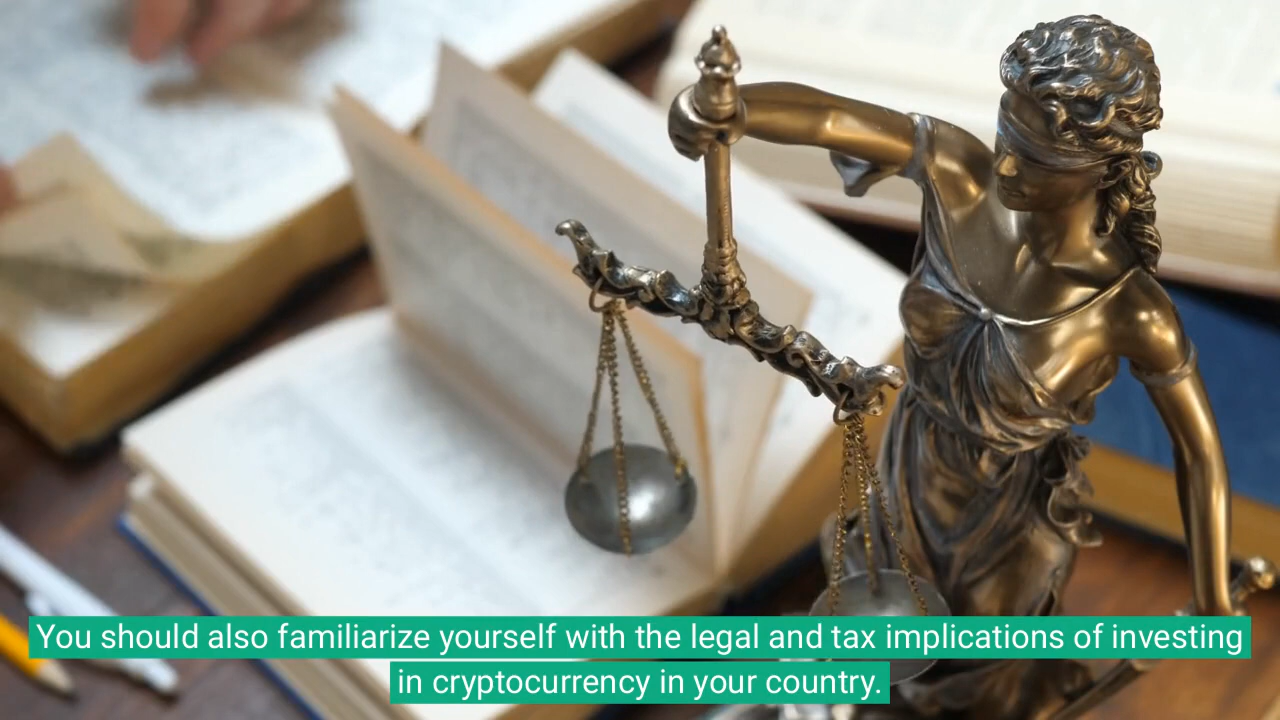 You should also familiarize yourself with the legal and tax implications of investing
in cryptocurrency in your country.